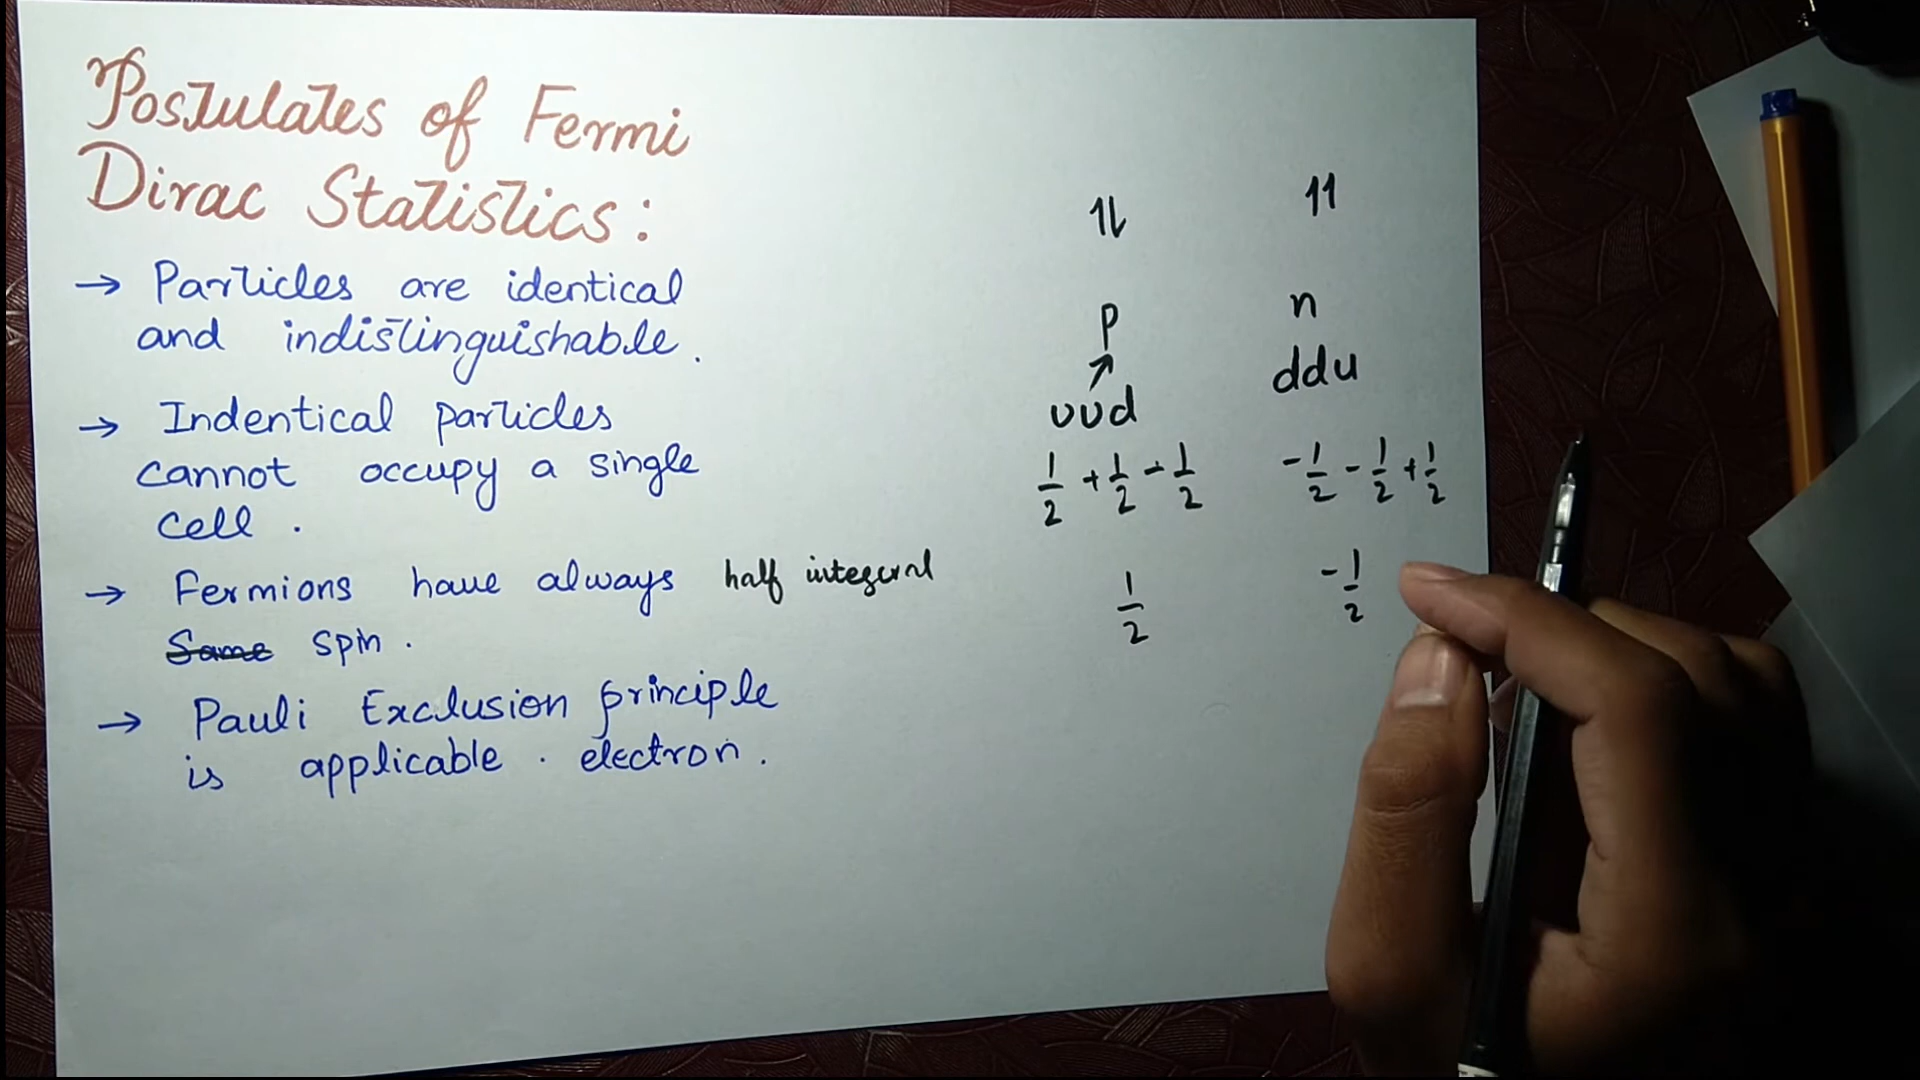 Postulates of Fermi
Dirac Statistics :
→ Particles are identical
and indistinguishable.
→ Indentical particles
cannot occupy a single
cell .
→ Fermions have always half integral
Same spin .
→ Pauli Exclusion principle
is applicable . electron .
↑↓ ↑↑
p n
↗
uud ddu
1/2 + 1/2 - 1/2 -1/2 - 1/2 + 1/2
1/2 -1/2